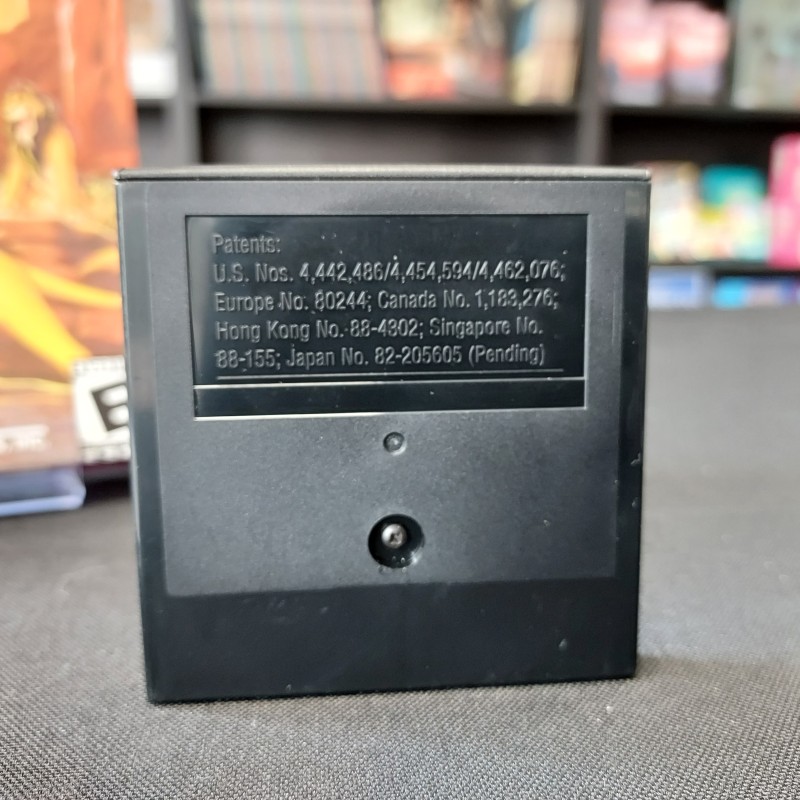 Patents:
U.S. Nos. 4,442,486/4,454,594/4,462,076;
Europe No. 80244; Canada No. 1,183,276;
Hong Kong No. 88-4302; Singapore No.
88-155; Japan No. 82-205605 (Pending)
E